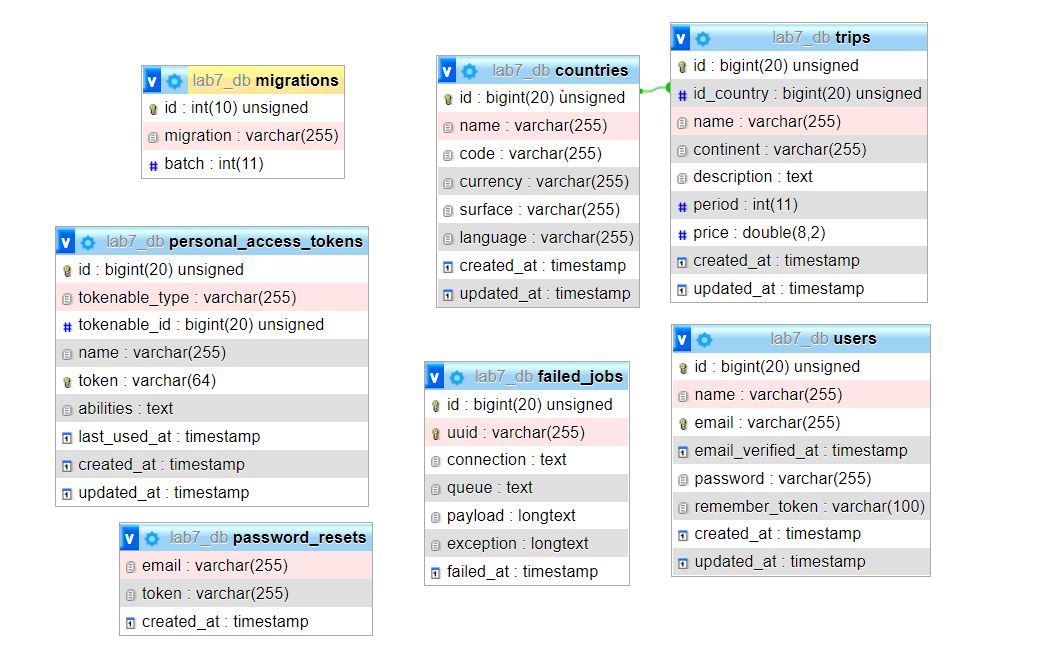 lab7_db migrations
id : int(10) unsigned
migration : varchar(255)
batch : int(11)
lab7_db personal_access_tokens
id : bigint(20) unsigned
tokenable_type : varchar(255)
tokenable_id : bigint(20) unsigned
name : varchar(255)
token : varchar(64)
abilities : text
last_used_at : timestamp
created_at : timestamp
updated_at : timestamp
lab7_db password_resets
email : varchar(255)
token : varchar(255)
created_at : timestamp
lab7_db countries
id : bigint(20) unsigned
name : varchar(255)
code : varchar(255)
currency : varchar(255)
surface : varchar(255)
language : varchar(255)
created_at : timestamp
updated_at : timestamp
lab7_db failed_jobs
id : bigint(20) unsigned
uuid : varchar(255)
connection : text
queue : text
payload : longtext
exception : longtext
failed_at : timestamp
lab7_db trips
id : bigint(20) unsigned
id_country : bigint(20) unsigned
name : varchar(255)
continent : varchar(255)
description : text
period : int(11)
price : double(8,2)
created_at : timestamp
updated_at : timestamp
lab7_db users
id : bigint(20) unsigned
name : varchar(255)
email : varchar(255)
email_verified_at : timestamp
password : varchar(255)
remember_token : varchar(100)
created_at : timestamp
updated_at : timestamp